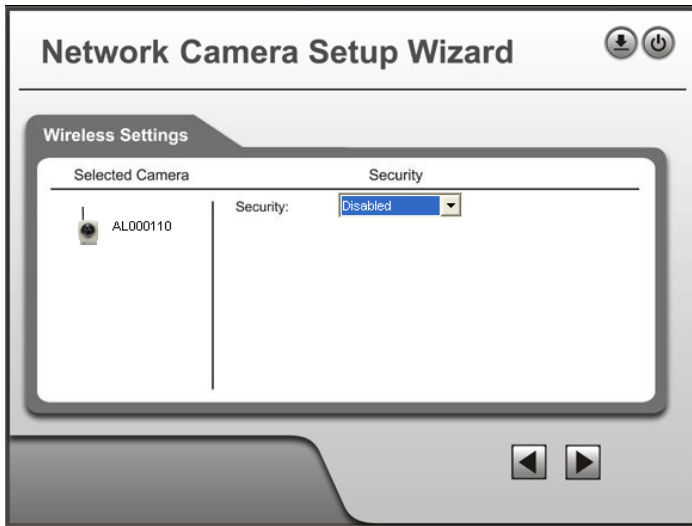 Network Camera Setup Wizard
Wireless Settings
Selected Camera
Security
AL000110
Security:
Disabled